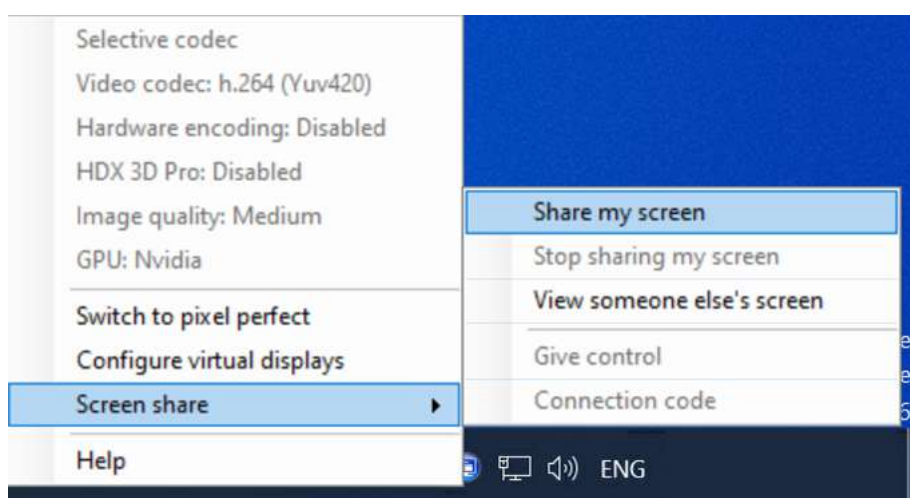 Selective codec
Video codec: h.264 (Yuv420)
Hardware encoding: Disabled
HDX 3D Pro: Disabled
Image quality: Medium
GPU: Nvidia
Switch to pixel perfect
Configure virtual displays
Screen share
Help
Share my screen
Stop sharing my screen
View someone else's screen
Give control
Connection code
e
e
6
ENG